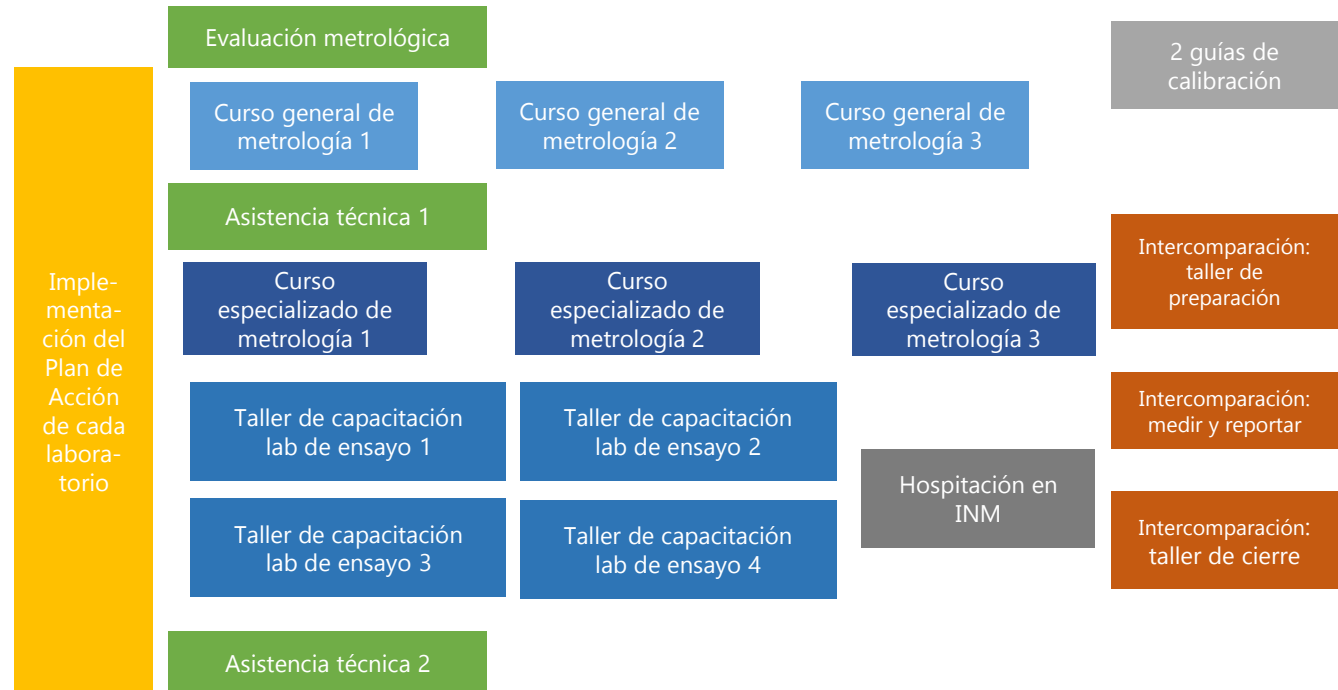 Evaluación metrológica
2 guías de
calibración
Curso general de
metrología 1
Curso general de
metrología 2
Curso general de
metrología 3
Asistencia técnica 1
Imple-
menta-
ción del
Plan de
Acción
de cada
labora-
torio
Curso
especializado de
metrología 1
Curso
especializado de
metrología 2
Curso
especializado de
metrología 3
Intercomparación:
taller de
preparación
Taller de capacitación
lab de ensayo 1
Taller de capacitación
lab de ensayo 2
Intercomparación:
medir y reportar
Hospitación en
INM
Taller de capacitación
lab de ensayo 3
Taller de capacitación
lab de ensayo 4
Intercomparación:
taller de cierre
Asistencia técnica 2